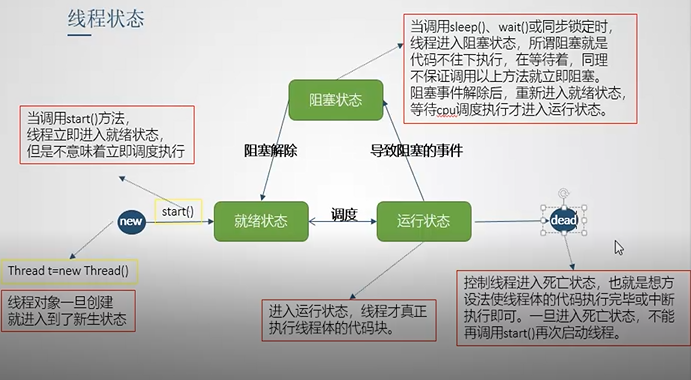 线程状态
当调用sleep()、wait()或同步锁定时,
线程进入阻塞状态，所谓阻塞就是
代码不往下执行，在等待着，同理
不保证调用以上方法就立即阻塞。
阻塞事件解除后，重新进入就绪状态，
等待cpu调度执行才进入运行状态。
阻塞状态
当调用start()方法，
线程立即进入就绪状态，
但是不意味着立即调度执行
阻塞解除
导致阻塞的事件
start()
new
就绪状态
调度
运行状态
dead
Thread t=new Thread()
线程对象一旦创建
就进入到了新生状态
进入运行状态，线程才真正
执行线程体的代码块。
控制线程进入死亡状态，也就是想方
设法使线程体的代码执行完毕或中断
执行即可。一旦进入死亡状态，不能
再调用start()再次启动线程。